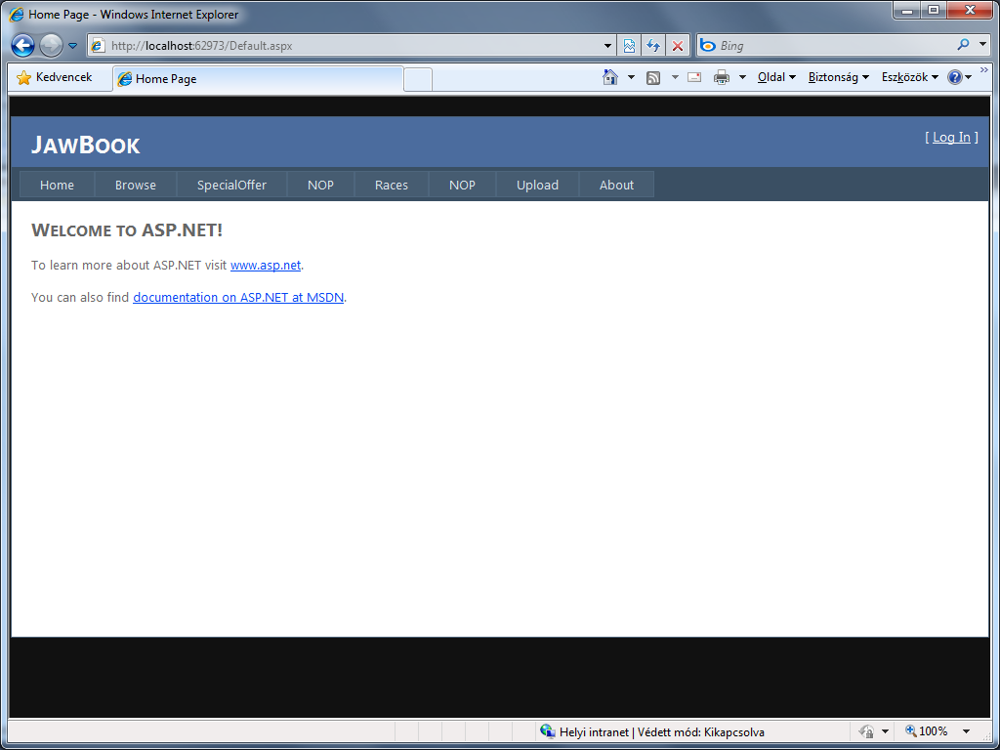 Home Page - Windows Internet Explorer
http://localhost:62973/Default.aspx
Bing
Kedvencek
Home Page
Oldal
Biztonság
Eszközök
»
JawBook
[ Log In ]
Home Browse SpecialOffer NOP Races NOP Upload About
Welcome to ASP.NET!
To learn more about ASP.NET visit www.asp.net.
You can also find documentation on ASP.NET at MSDN.
Helyi intranet | Védett mód: Kikapcsolva
100%